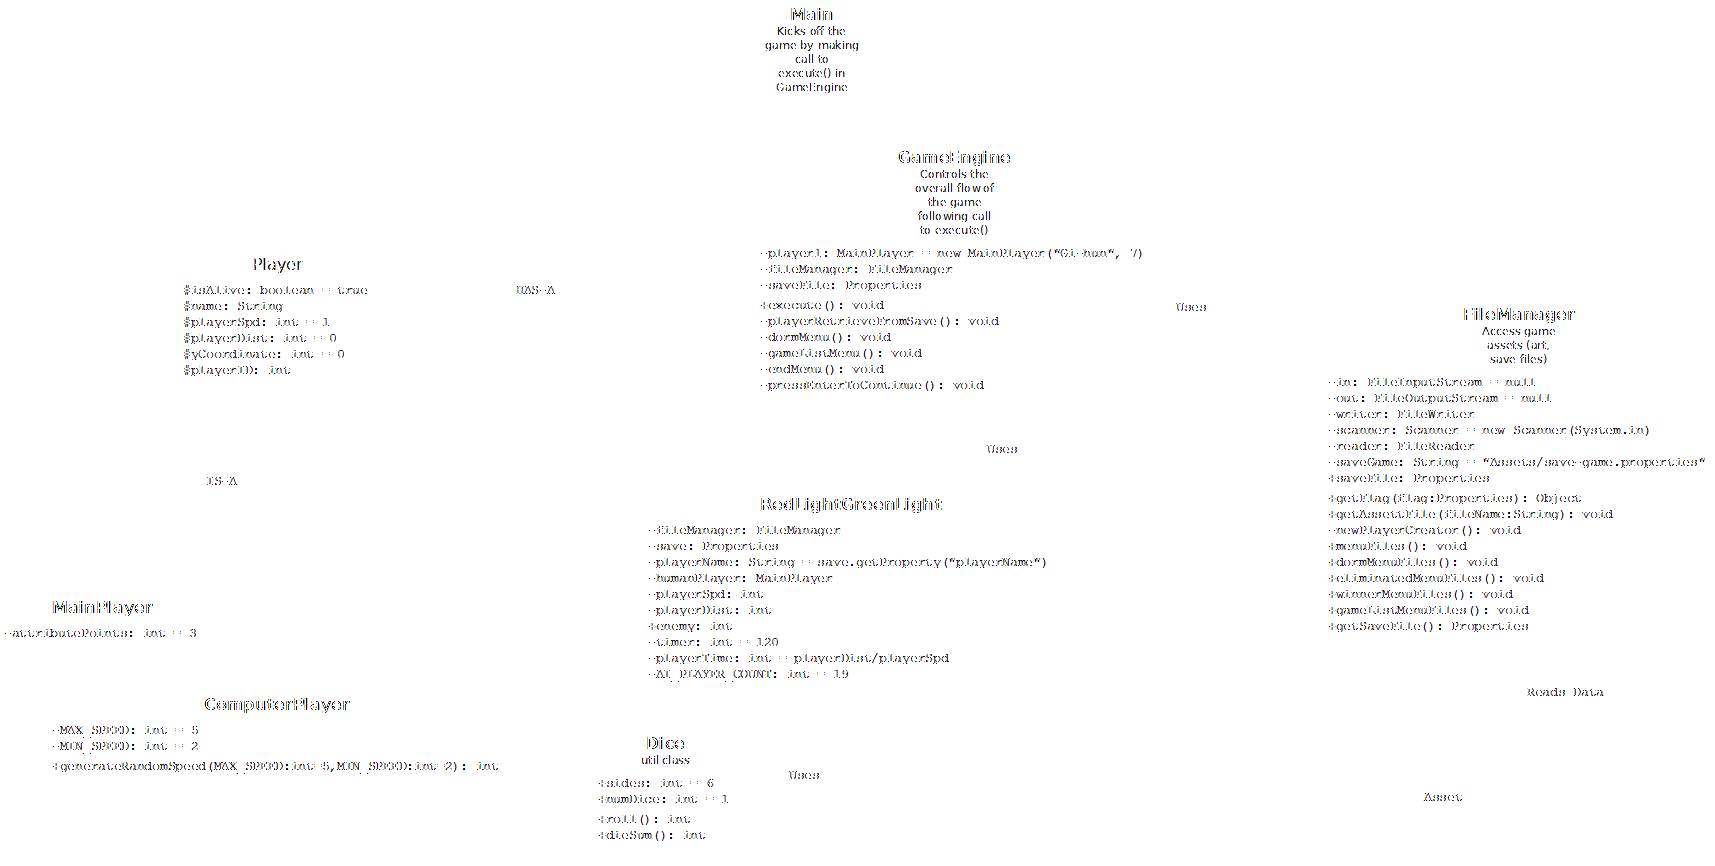 Main
Kicks off the
game by making
call to
execute() in
GameEngine
GameEngine
Controls the
overall flow of
the game
following call
to execute()
-player1: MainPlayer = new MainPlayer("Gi-hun", 7)
-fileManager: FileManager
-saveFile: Properties
+execute(): void
-playerRetrieveFromSave(): void
-dormMenu(): void
-gameListMenu(): void
-endMenu(): void
-pressEnterToContinue(): void
Player
#isAlive: boolean = true
#name: String
#playerSpd: int = 1
#playerDist: int = 0
#yCoordinate: int = 0
#playerID: int
HAS-A
Uses
FileManager
Access game
assets (art,
save files)
-in: FileInputStream = null
-out: FileOutputStream = null
-writer: FileWriter
-scanner: Scanner = new Scanner(System.in)
-reader: FileReader
-saveGame: String = "Assets/save-game.properties"
+saveFile: Properties
+getFlag(flag:Properties): Object
+getAssettFile(fileName:String): void
-newPlayerCreator(): void
+menuFiles(): void
+dormMenuFiles(): void
+eliminatedMenuFiles(): void
+winnerMenuFiles(): void
+gameListMenuFiles(): void
+getSaveFile(): Properties
Uses
IS-A
RedLightGreenLight
-fileManager: FileManager
-save: Properties
-playerName: String = save.getProperty("playerName")
-humanPlayer: MainPlayer
-playerSpd: int
-playerDist: int
+enemy: int
-timer: int = 120
-playerTime: int = playerDist/playerSpd
-AI_PLAYER_COUNT: int = 19
MainPlayer
-attributePoints: int = 3
ComputerPlayer
-MAX_SPEED: int = 5
-MIN_SPEED: int = 2
+generateRandomSpeed(MAX_SPEED:int=5,MIN_SPEED:int=2): int
Reads Data
Dice
util class
+sides: int = 6
+numDice: int = 1
+roll(): int
+dieSum(): int
Uses
Asset